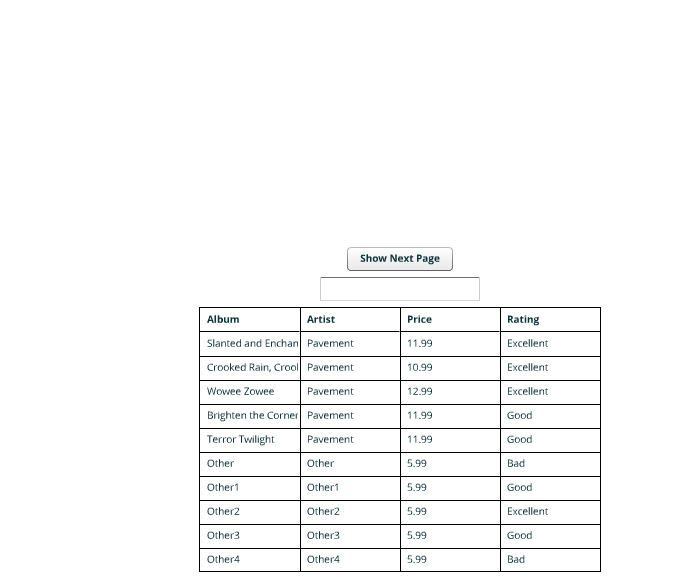 Show Next Page
Album Artist Price Rating
Slanted and Enchan Pavement 11.99 Excellent
Crooked Rain, Crool Pavement 10.99 Excellent
Wowee Zowee Pavement 12.99 Excellent
Brighten the Corner Pavement 11.99 Good
Terror Twilight Pavement 11.99 Good
Other Other 5.99 Bad
Other1 Other1 5.99 Good
Other2 Other2 5.99 Excellent
Other3 Other3 5.99 Good
Other4 Other4 5.99 Bad